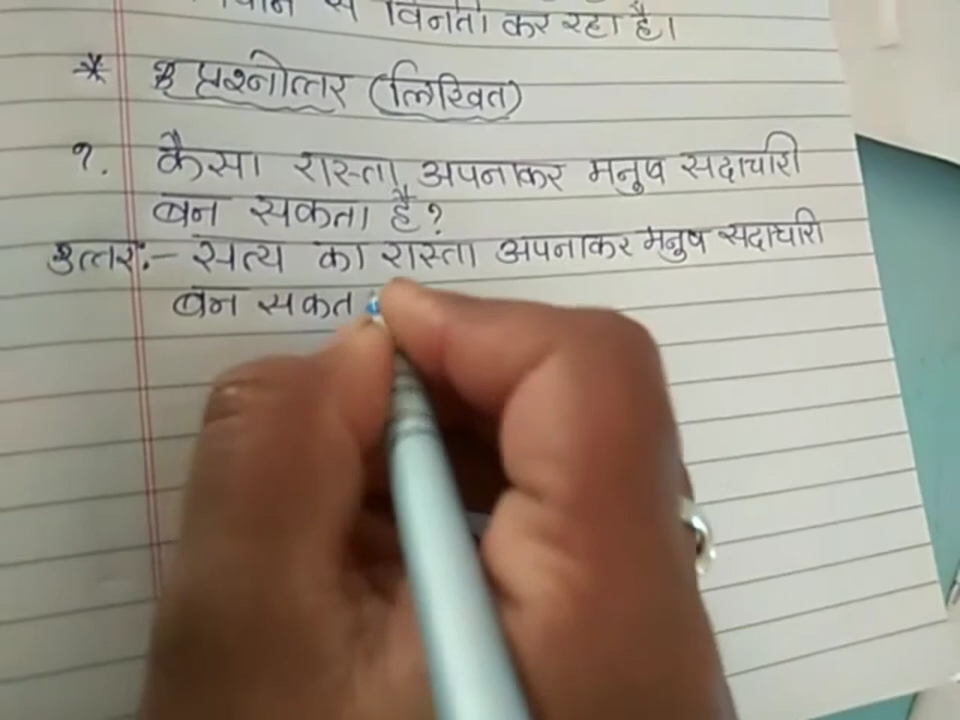 से विनती कर रहा है।
* प्रश्नोत्तर (लिखित)
१. कैसा रास्ता अपनाकर मनुष सदाचारी
बन सकता है?
उत्तर:- सत्य का रास्ता अपनाकर मनुष सदाचारी
बन सकत